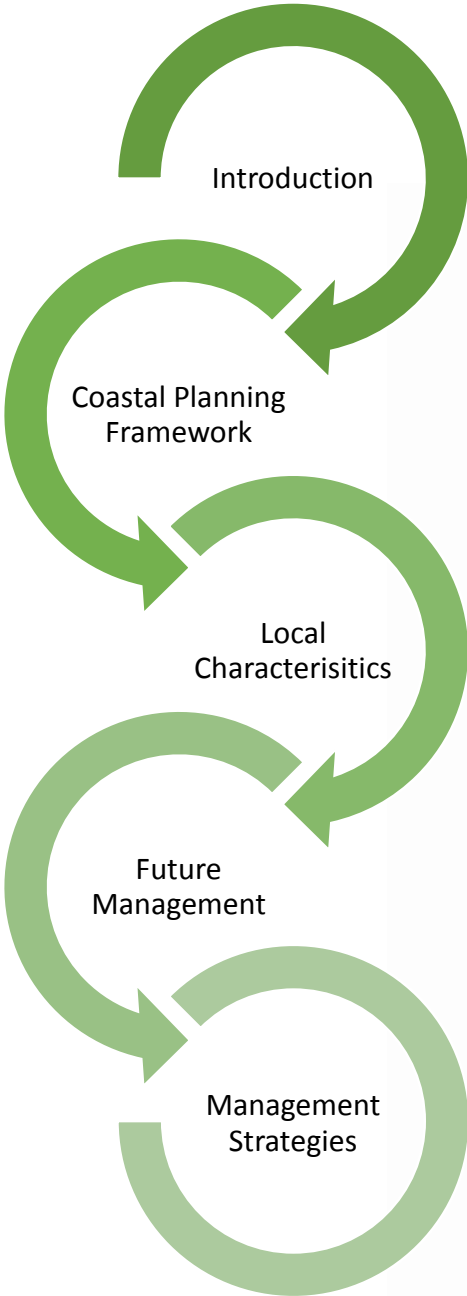 Introduction
Coastal Planning
Framework
Local
Characterisitics
Future
Management
Management
Strategies